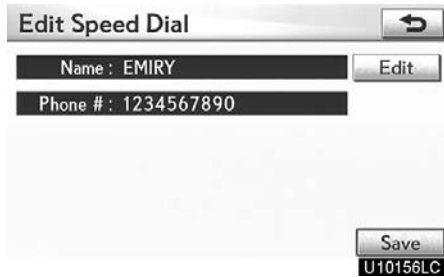 Edit Speed Dial
Name : EMIRY Edit
Phone # : 1234567890
Save
U10156LC